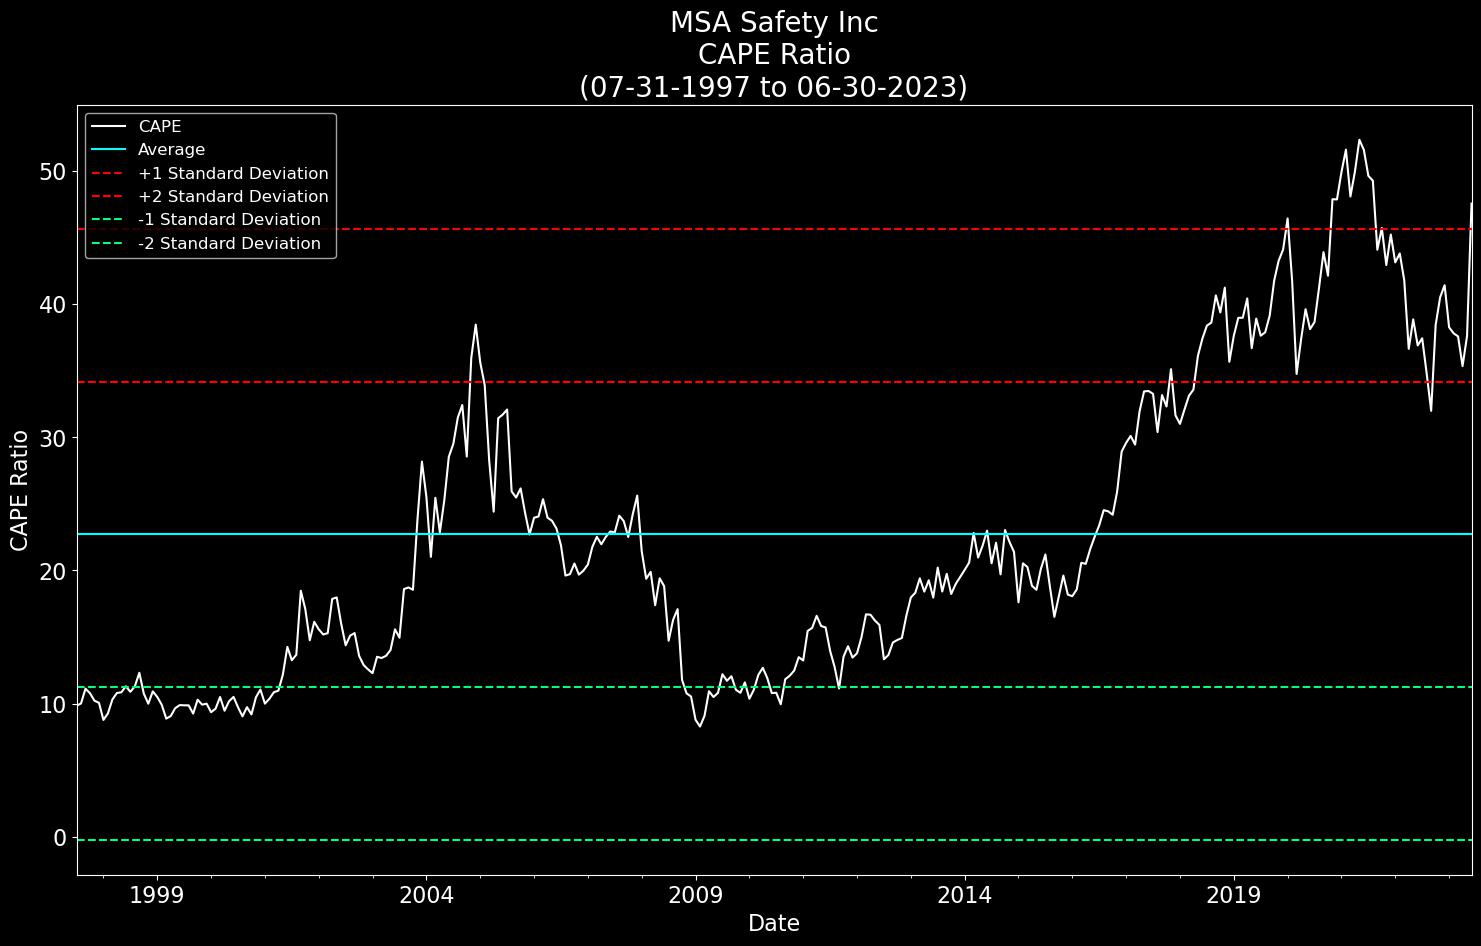 MSA Safety Inc
CAPE Ratio
(07-31-1997 to 06-30-2023)
CAPE
Average
+1 Standard Deviation
+2 Standard Deviation
-1 Standard Deviation
-2 Standard Deviation
CAPE Ratio
50
40
30
20
10
0
1999 2004 2009 2014 2019
Date